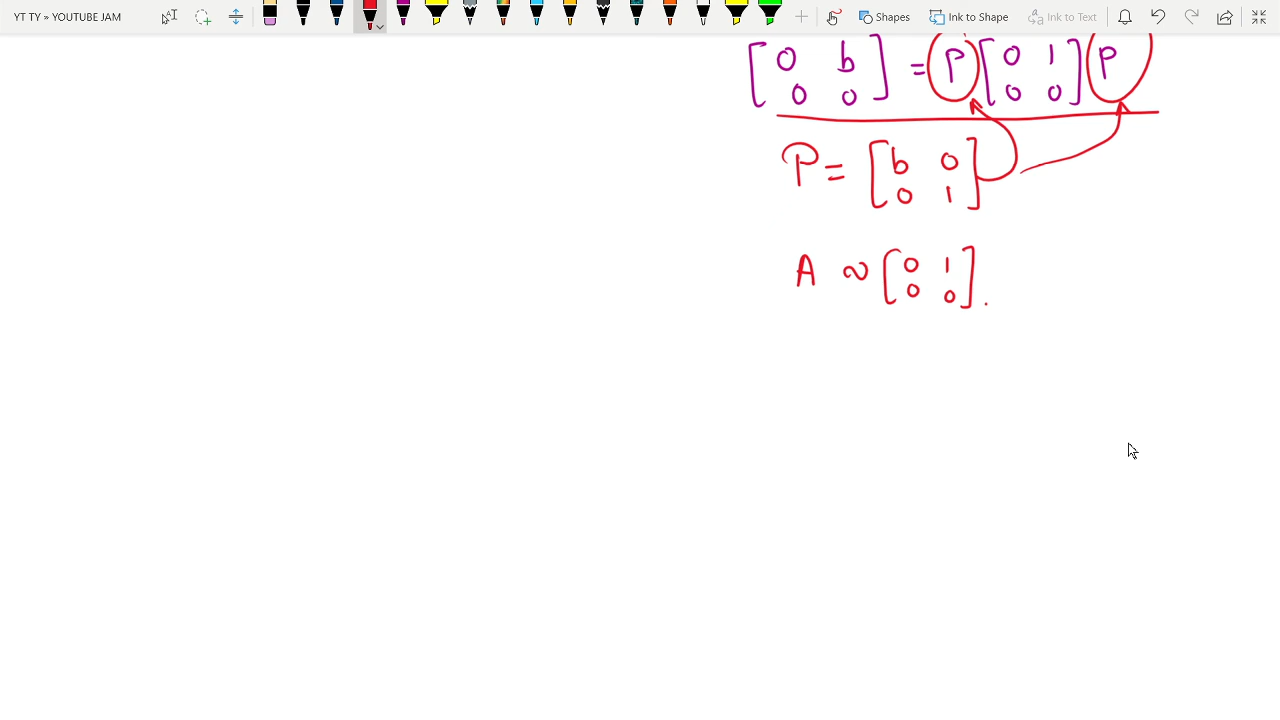 YT TY » YOUTUBE JAM Shapes Ink to Shape Ink to Text
[0 b
0 0] = P [0 1
0 0] P
P = [b 0
0 1]
A ~ [0 1
0 0].